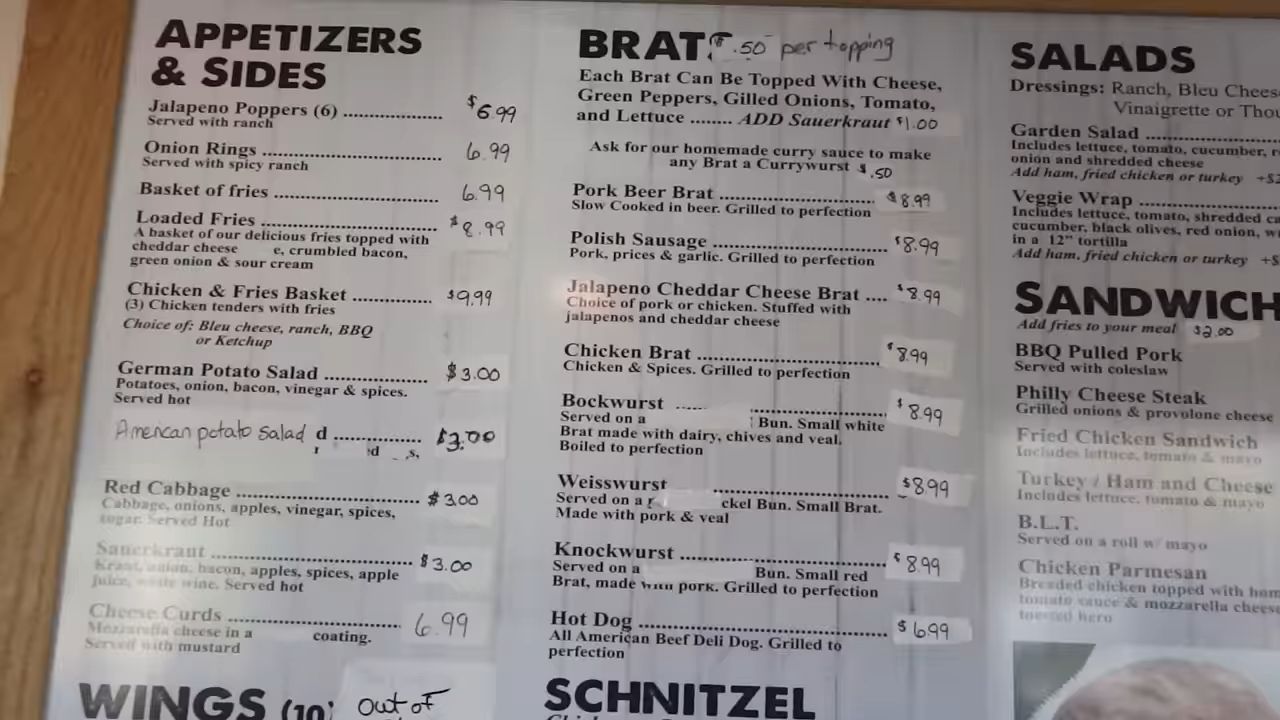 APPETIZERS
& SIDES
Jalapeno Poppers (6) .................... $6.99
Served with ranch
Onion Rings .................... 6.99
Served with spicy ranch
Basket of fries .................... 6.99
Loaded Fries .................... $8.99
A basket of our delicious fries topped with
cheddar cheese e, crumbled bacon,
green onion & sour cream
Chicken & Fries Basket .............. $9.99
(3) Chicken tenders with fries
Choice of: Bleu cheese, ranch, BBQ
or Ketchup
German Potato Salad .................. $3.00
Potatoes, onion, bacon, vinegar & spices.
Served hot
American potato salad d ............... $3.00
s,
Red Cabbage .................... $3.00
Cabbage, onions, apples, vinegar, spices,
sugar. Served Hot
Sauerkraut .................... $3.00
Kraut, onion, bacon, apples, spices, apple
juice, white wine. Served hot
Cheese Curds .................... 6.99
Mozzarella cheese in a coating.
Served with mustard
WINGS (10) out of
BRATS .50 per topping
Each Brat Can Be Topped With Cheese,
Green Peppers, Gilled Onions, Tomato,
and Lettuce ........ ADD Sauerkraut $1.00
Ask for our homemade curry sauce to make
any Brat a Currywurst $.50
Pork Beer Brat .................... $8.99
Slow Cooked in beer. Grilled to perfection
Polish Sausage .................... $8.99
Pork, prices & garlic. Grilled to perfection
Jalapeno Cheddar Cheese Brat .... $8.99
Choice of pork or chicken. Stuffed with
jalapenos and cheddar cheese
Chicken Brat .................... $8.99
Chicken & Spices. Grilled to perfection
Bockwurst .................... $8.99
Served on a Bun. Small white
Brat made with dairy, chives and veal.
Boiled to perfection
Weisswurst .................... $8.99
Served on a ckel Bun. Small Brat.
Made with pork & veal
Knockwurst .................... $8.99
Served on a Bun. Small red
Brat, made with pork. Grilled to perfection
Hot Dog .................... $6.99
All American Beef Deli Dog. Grilled to
perfection
SCHNITZEL
SALADS
Dressings: Ranch, Bleu Cheese
Vinaigrette or Thou
Garden Salad ....................
Includes lettuce, tomato, cucumber, r
onion and shredded cheese
Add ham, fried chicken or turkey +$2
Veggie Wrap ....................
Includes lettuce, tomato, shredded c
cucumber, black olives, red onion, w
in a 12" tortilla
Add ham, fried chicken or turkey +$
SANDWICH
Add fries to your meal $2.00
BBQ Pulled Pork
Served with coleslaw
Philly Cheese Steak
Grilled onions & provolone cheese
Fried Chicken Sandwich
Includes lettuce, tomato & mayo
Turkey / Ham and Cheese
Includes lettuce, tomato & mayo
B.L.T.
Served on a roll w/ mayo
Chicken Parmesan
Breaded chicken topped with hom
tomato sauce & mozzarella cheese
toasted hero